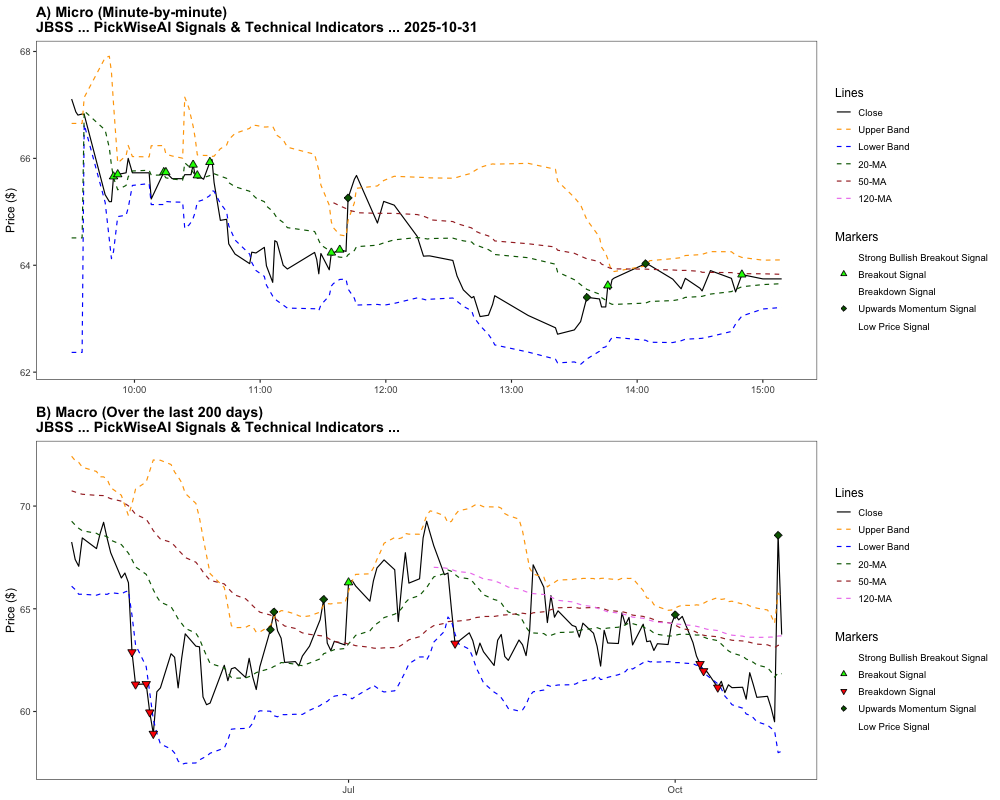 A) Micro (Minute-by-minute)
JBSS ... PickWiseAI Signals & Technical Indicators ... 2025-10-31
Price ($)
68
66
64
62
10:00
11:00
12:00
13:00
14:00
15:00
Lines
Close
Upper Band
Lower Band
20-MA
50-MA
120-MA
Markers
Strong Bullish Breakout Signal
Breakout Signal
Breakdown Signal
Upwards Momentum Signal
Low Price Signal
B) Macro (Over the last 200 days)
JBSS ... PickWiseAI Signals & Technical Indicators ...
Price ($)
70
65
60
Jul
Oct
Lines
Close
Upper Band
Lower Band
20-MA
50-MA
120-MA
Markers
Strong Bullish Breakout Signal
Breakout Signal
Breakdown Signal
Upwards Momentum Signal
Low Price Signal